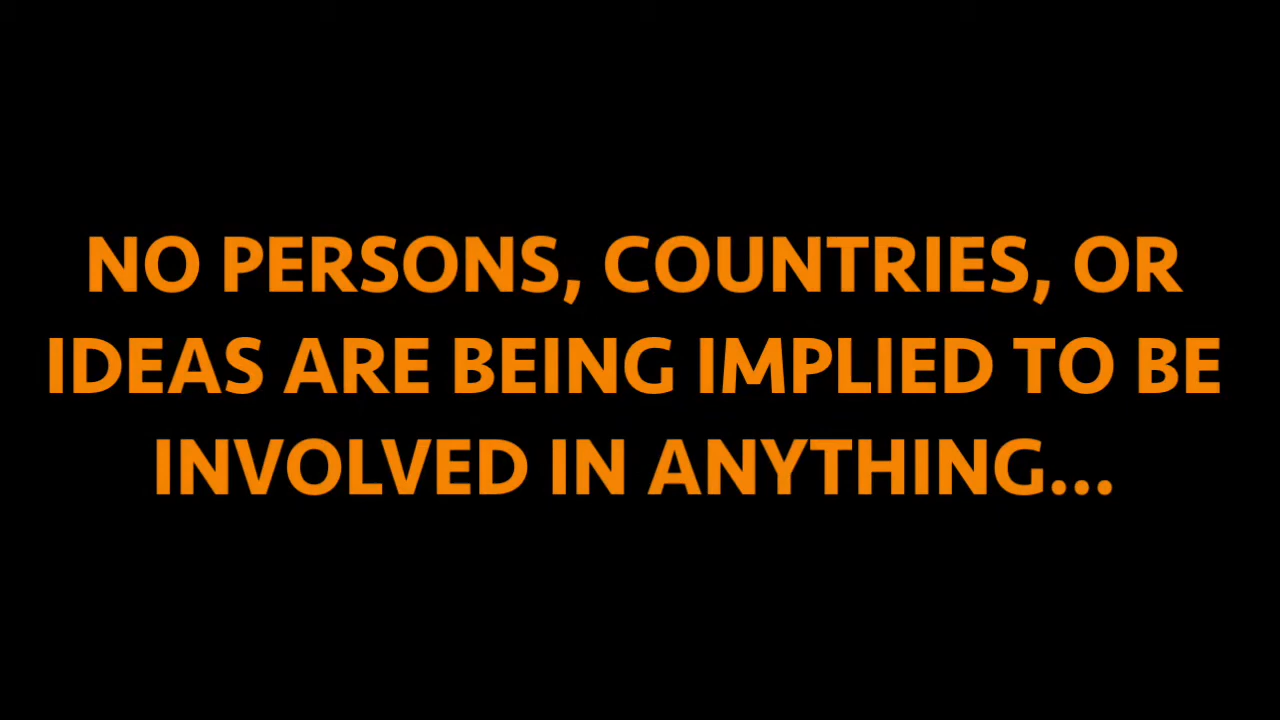 NO PERSONS, COUNTRIES, OR
IDEAS ARE BEING IMPLIED TO BE
INVOLVED IN ANYTHING...